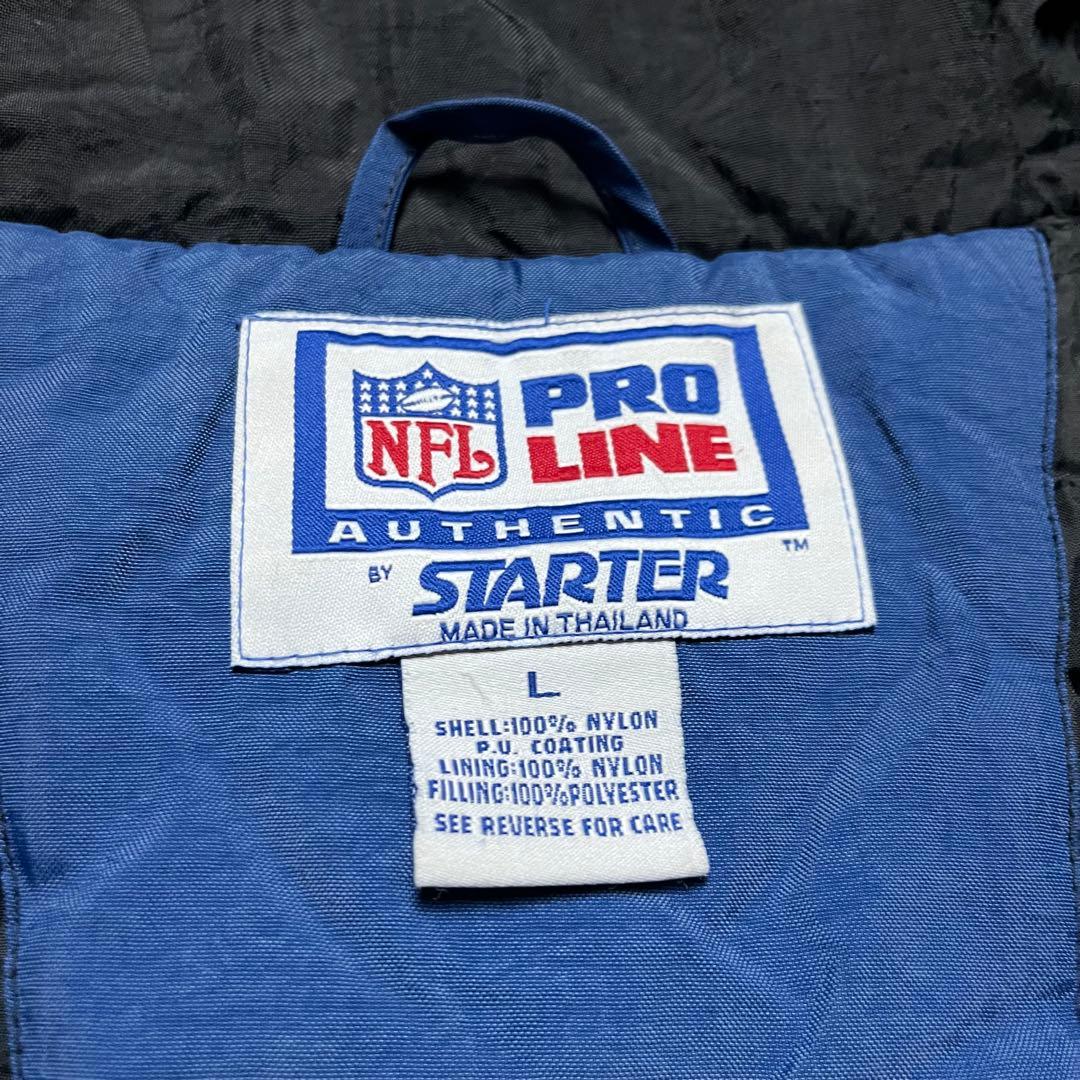 NFL PRO LINE
AUTHENTIC
BY STARTER TM
MADE IN THAILAND
L
SHELL:100% NYLON
P.U. COATING
LINING:100% NYLON
FILLING:100%POLYESTER
SEE REVERSE FOR CARE